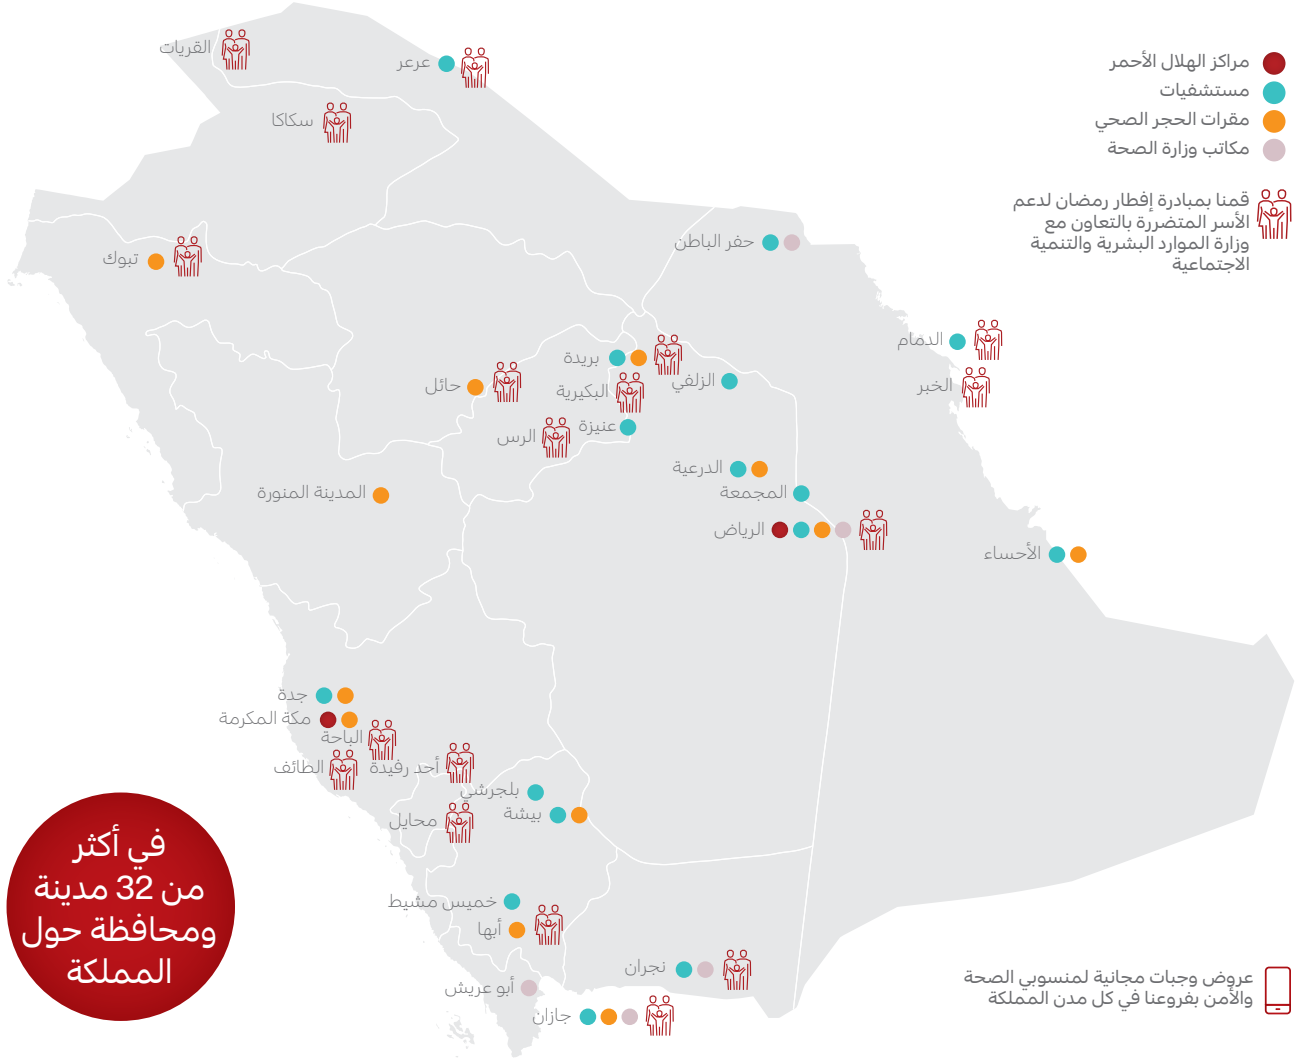 القريات
عرعر
سكاكا
مراكز الهلال الأحمر
مستشفيات
مقرات الحجر الصحي
مكاتب وزارة الصحة
قمنا بمبادرة إفطار رمضان لدعم
الأسر المتضررة بالتعاون مع
وزارة الموارد البشرية والتنمية
الاجتماعية
حفر الباطن
تبوك
الدمام
بريدة
الزلفي
الخبر
حائل
البكيرية
عنيزة
الرس
الدرعية
المجمعة
المدينة المنورة
الرياض
الأحساء
جدة
مكة المكرمة
الباحة
الطائف
أحد رفيدة
بلجرشي
بيشة
محايل
خميس مشيط
أبها
نجران
أبو عريش
جازان
في أكثر
من 32 مدينة
ومحافظة حول
المملكة
عروض وجبات مجانية لمنسوبي الصحة
والأمن بفروعنا في كل مدن المملكة